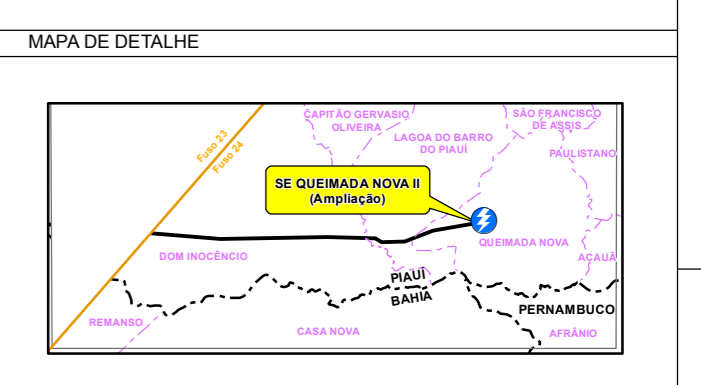 MAPA DE DETALHE
CAPITÃO GERVASIO
OLIVEIRA
SÃO FRANCISCO
DE ASSIS
LAGOA DO BARRO
DO PIAUÍ
PAULISTANO
Fuso 23
Fuso 24
SE QUEIMADA NOVA II
(Ampliação)
DOM INOCÊNCIO
QUEIMADA NOVA
ACAUÃ
PIAUÍ
BAHIA
PERNAMBUCO
REMANSO
CASA NOVA
AFRÂNIO